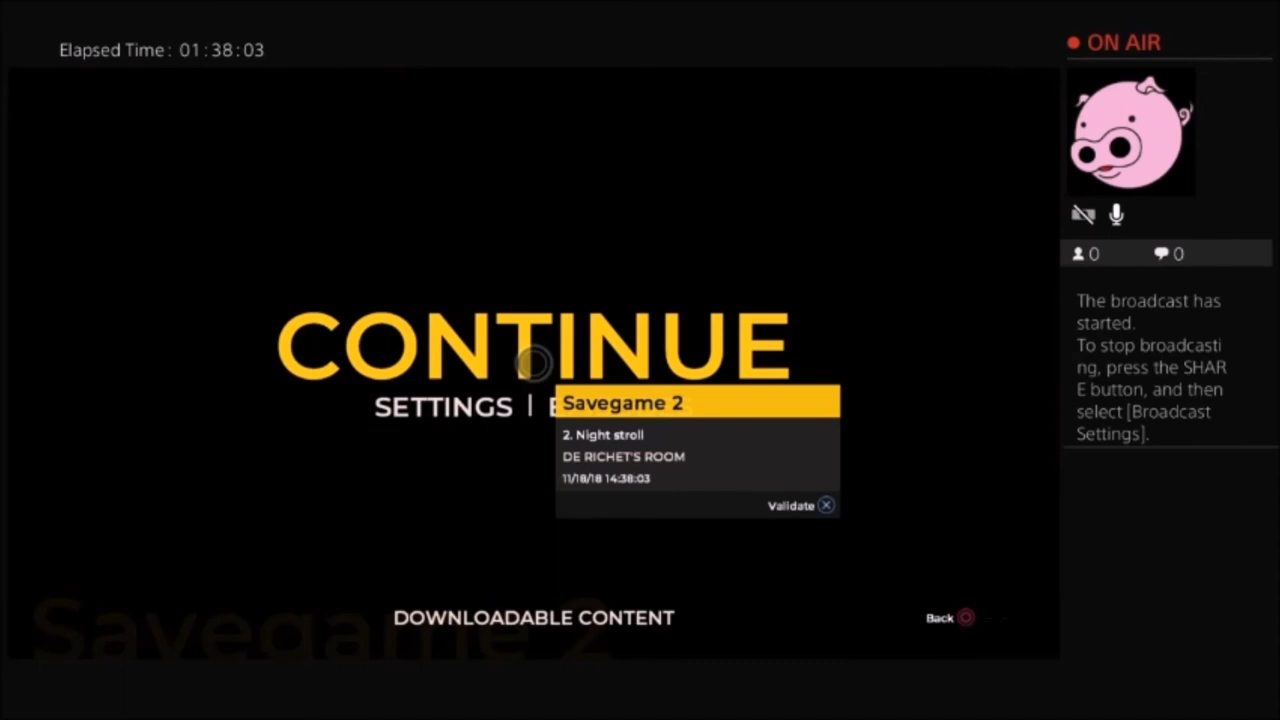 Elapsed Time: 01:38:03
ON AIR
0 0
The broadcast has
started.
To stop broadcasti
ng, press the SHAR
E button, and then
select [Broadcast
Settings].
CONTINUE
SETTINGS | E
Savegame 2
2. Night stroll
DE RICHET'S ROOM
11/18/18 14:38:03
Validate
DOWNLOADABLE CONTENT
Back
Savegame 2